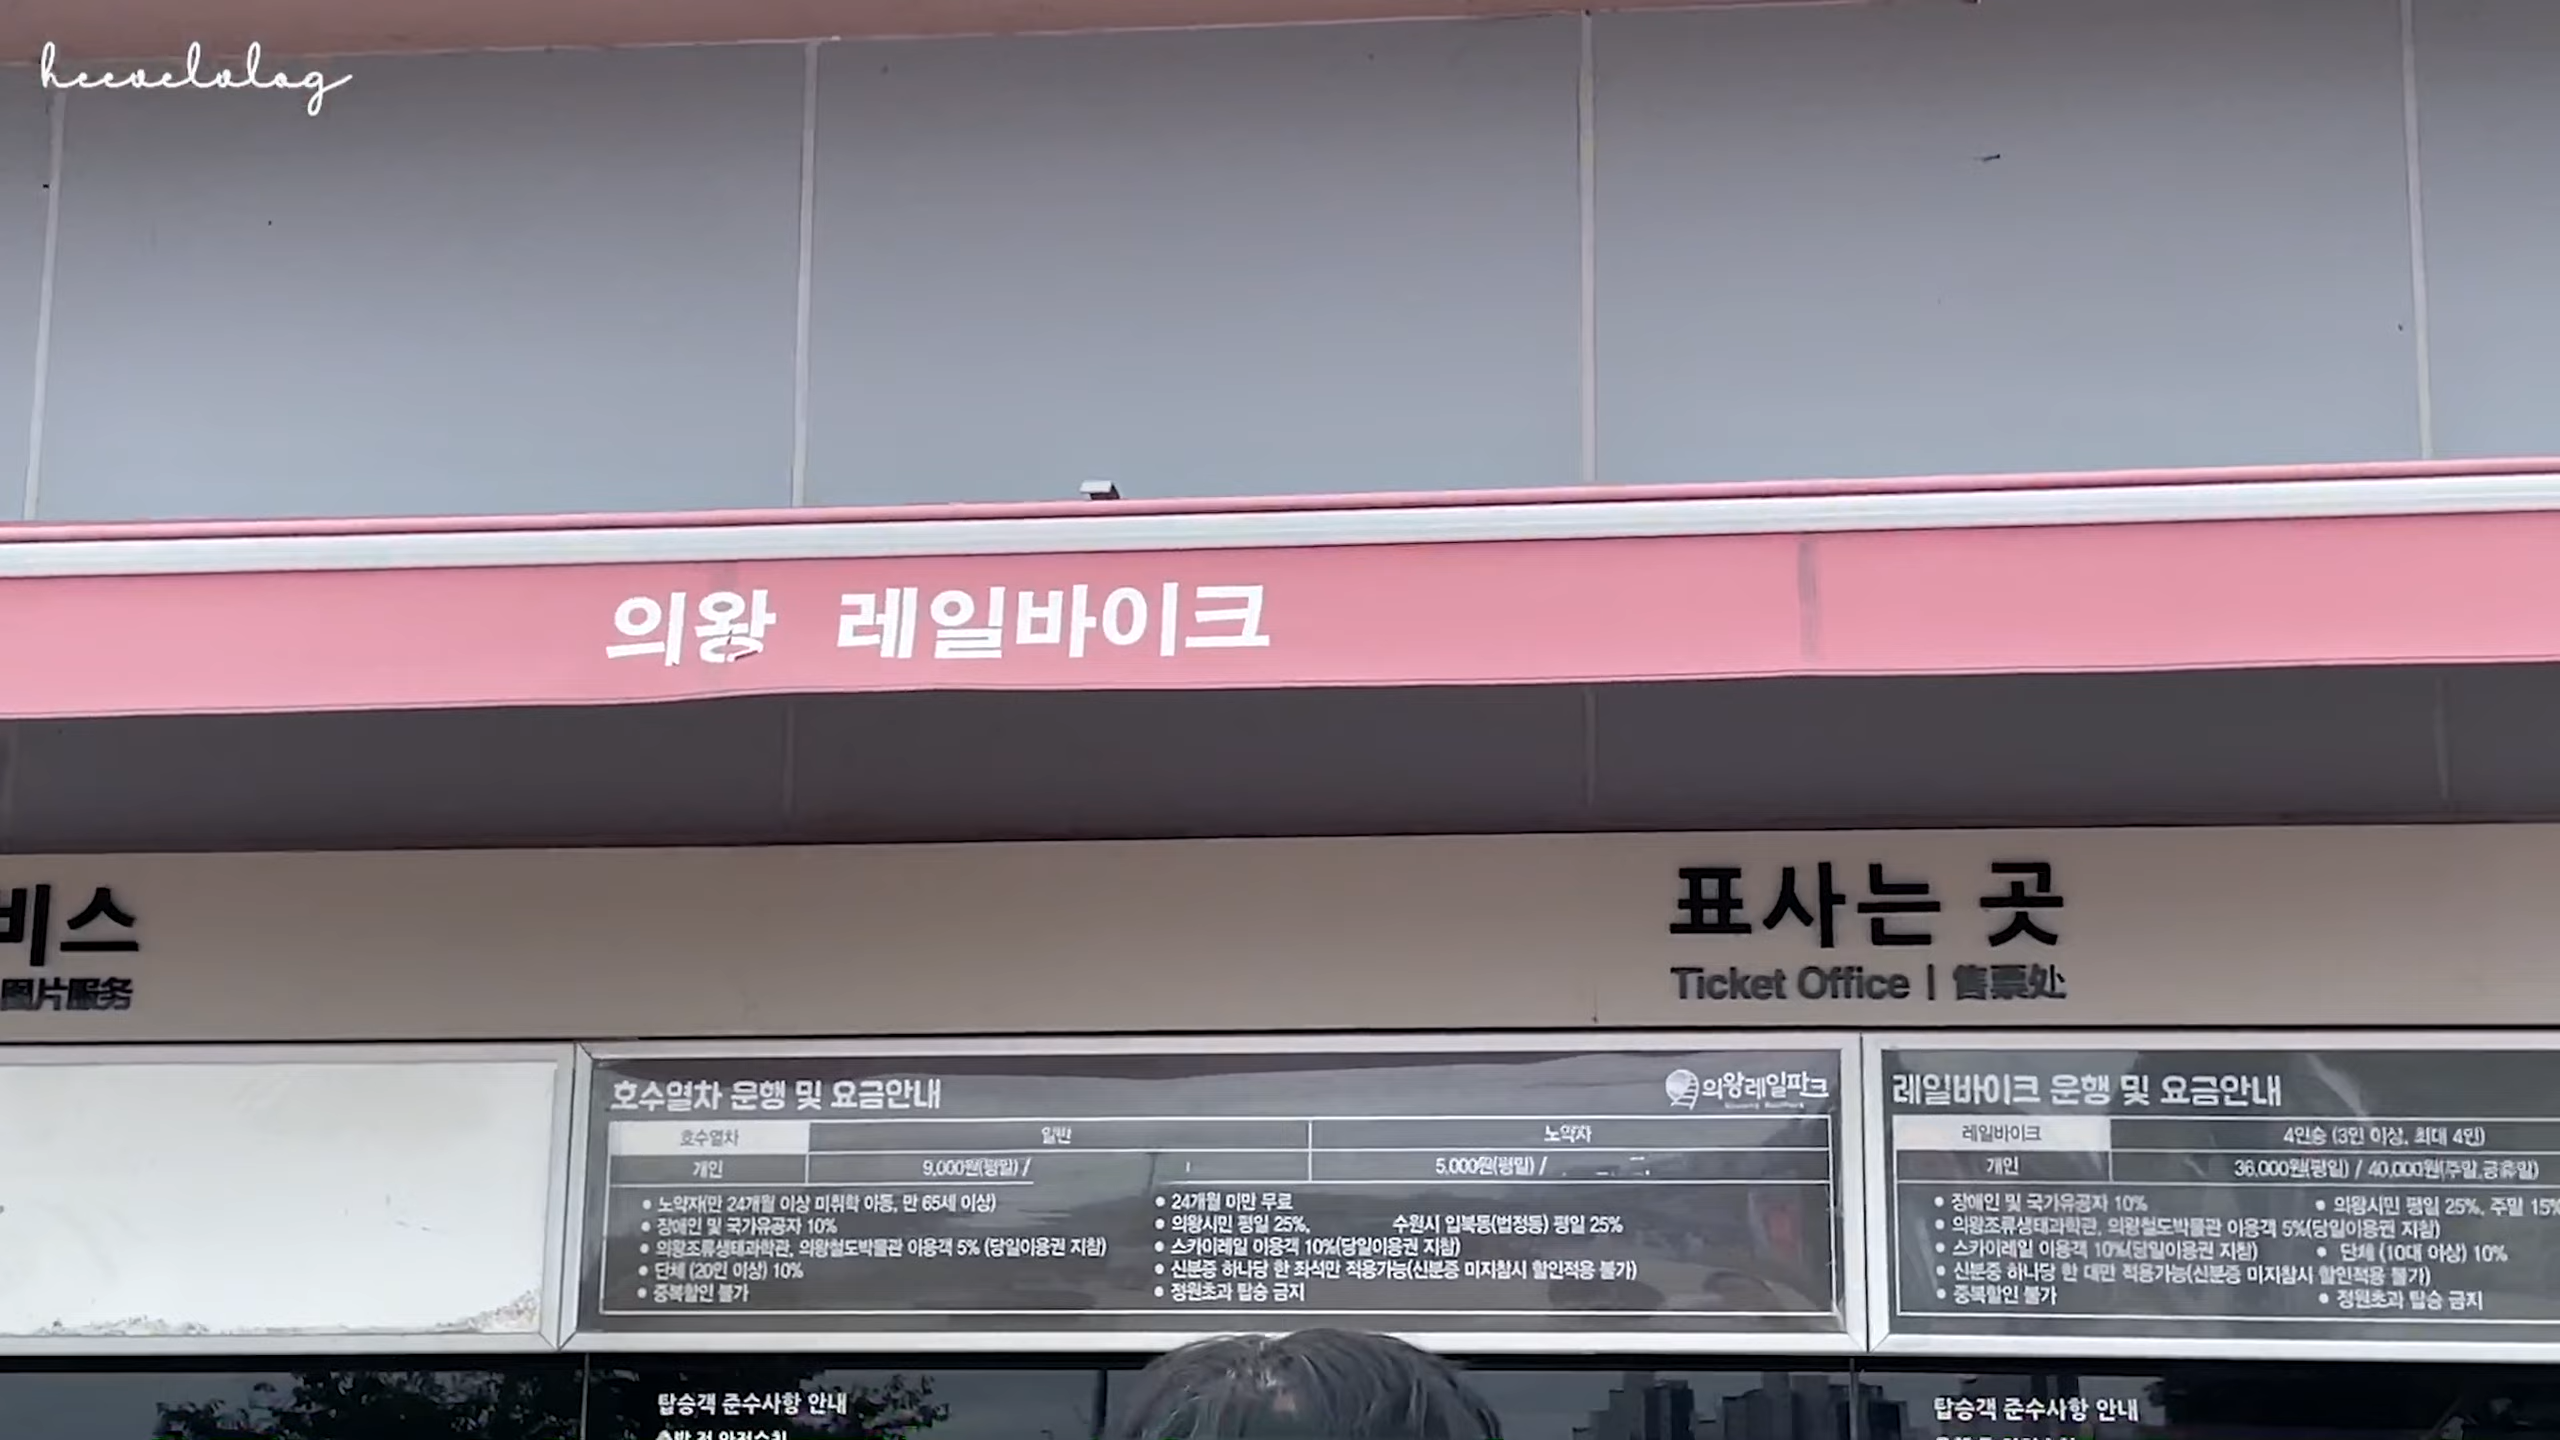 heevelvlog
의왕 레일바이크
비스
图片服务
표사는 곳
Ticket Office | 售票处
호수열차 운행 및 요금안내
의왕레일파크
호수열차 일반 노약자
개인 9,000원(평일) / 5,000원(평일) /
• 노약자(만 24개월 이상 미취학 아동, 만 65세 이상)
• 장애인 및 국가유공자 10%
• 의왕조류생태과학관, 의왕철도박물관 이용객 5% (당일이용권 지참)
• 단체 (20인 이상) 10%
• 중복할인 불가
• 24개월 미만 무료
• 의왕시민 평일 25%, 수원시 입북동(법정동) 평일 25%
• 스카이레일 이용객 10%(당일이용권 지참)
• 신분증 하나당 한 좌석만 적용가능(신분증 미지참시 할인적용 불가)
• 정원초과 탑승 금지
레일바이크 운행 및 요금안내
레일바이크 4인승 (3인 이상, 최대 4인)
개인 36,000원(평일) / 40,000원(주말,공휴일)
• 장애인 및 국가유공자 10% • 의왕시민 평일 25%, 주말 15%
• 의왕조류생태과학관, 의왕철도박물관 이용객 5%(당일이용권 지참)
• 스카이레일 이용객 10%(당일이용권 지참) • 단체 (10대 이상) 10%
• 신분증 하나당 한 대만 적용가능(신분증 미지참시 할인적용 불가)
• 중복할인 불가 • 정원초과 탑승 금지
탑승객 준수사항 안내
탑승객 준수사항 안내